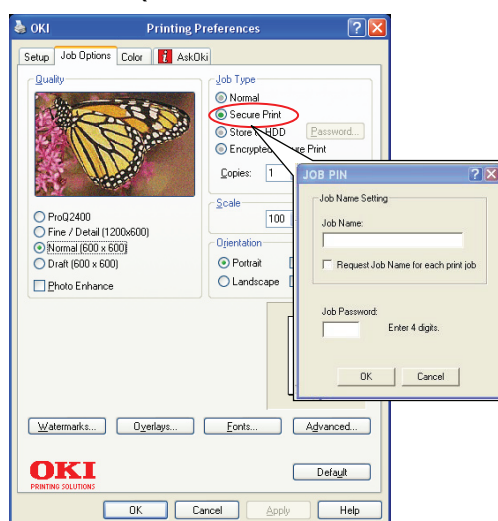 OKI Printing Preferences
Setup Job Options Color AskOki
Quality
ProQ2400
Fine / Detail (1200x600)
Normal (600 x 600)
Draft (600 x 600)
Photo Enhance
Job Type
Normal
Secure Print
Store HDD Password...
Encrypted Print
Copies: 1
Scale
100
Orientation
Portrait
Landscape
JOB PIN
Job Name Setting
Job Name:
Request Job Name for each print job
Job Password:
Enter 4 digits.
OK Cancel
Watermarks... Overlays... Fonts... Advanced...
OKI
PRINTING SOLUTIONS
Default
OK Cancel Apply Help